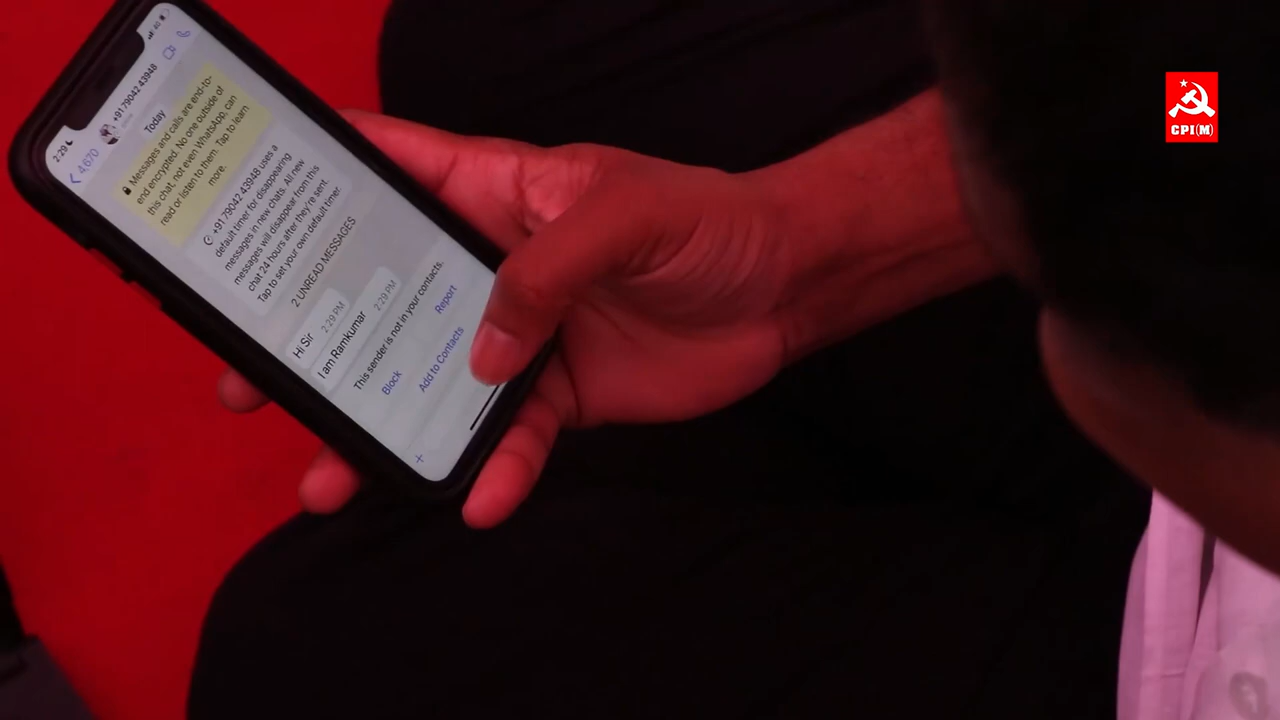 2:29
4G
4,670
+91 79042 43948
online
Today
Messages and calls are end-to-
end encrypted. No one outside of
this chat, not even WhatsApp, can
read or listen to them. Tap to learn
more.
+91 79042 43948 uses a
default timer for disappearing
messages in new chats. All new
messages will disappear from this
chat 24 hours after they're sent.
Tap to set your own default timer.
2 UNREAD MESSAGES
Hi Sir 2:29 PM
I am Ramkumar 2:29 PM
This sender is not in your contacts.
Block Report
Add to Contacts
CPI(M)